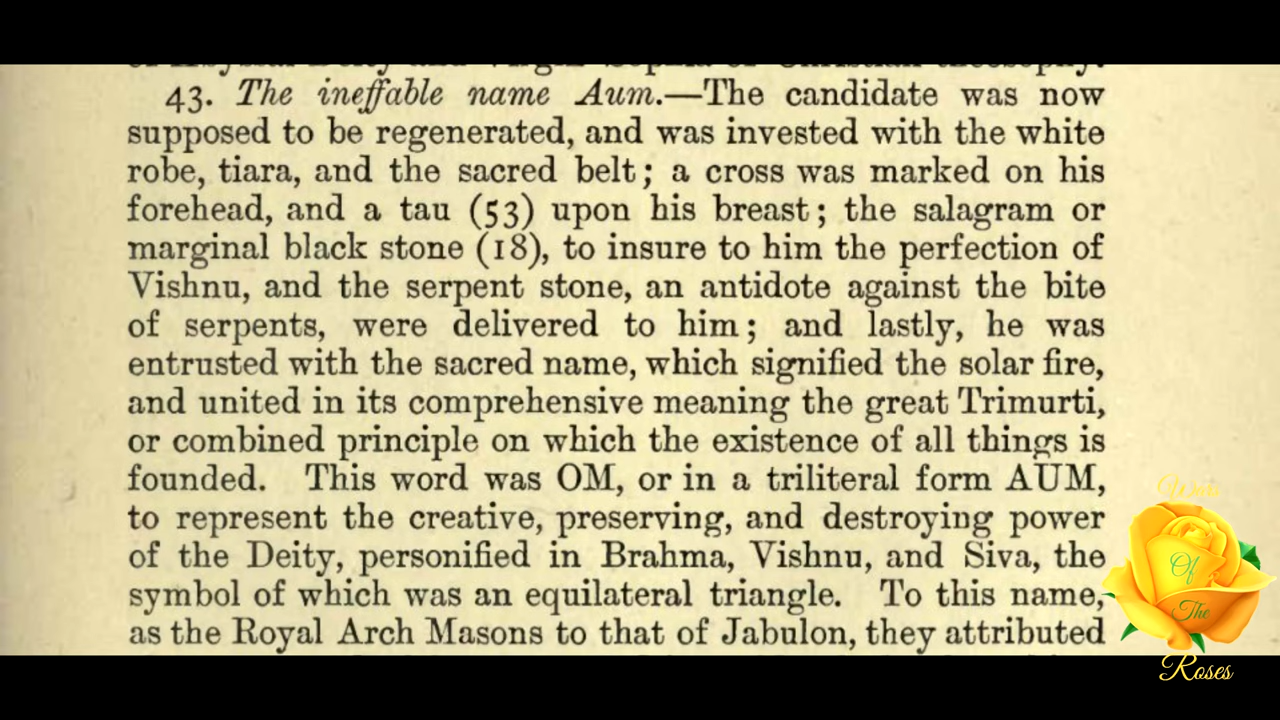 43. The ineffable name Aum.—The candidate was now
supposed to be regenerated, and was invested with the white
robe, tiara, and the sacred belt; a cross was marked on his
forehead, and a tau (53) upon his breast; the salagram or
marginal black stone (18), to insure to him the perfection of
Vishnu, and the serpent stone, an antidote against the bite
of serpents, were delivered to him; and lastly, he was
entrusted with the sacred name, which signified the solar fire,
and united in its comprehensive meaning the great Trimurti,
or combined principle on which the existence of all things is
founded. This word was OM, or in a triliteral form AUM,
to represent the creative, preserving, and destroying power
of the Deity, personified in Brahma, Vishnu, and Siva, the
symbol of which was an equilateral triangle. To this name,
as the Royal Arch Masons to that of Jabulon, they attributed
Wars
Of
The
Roses